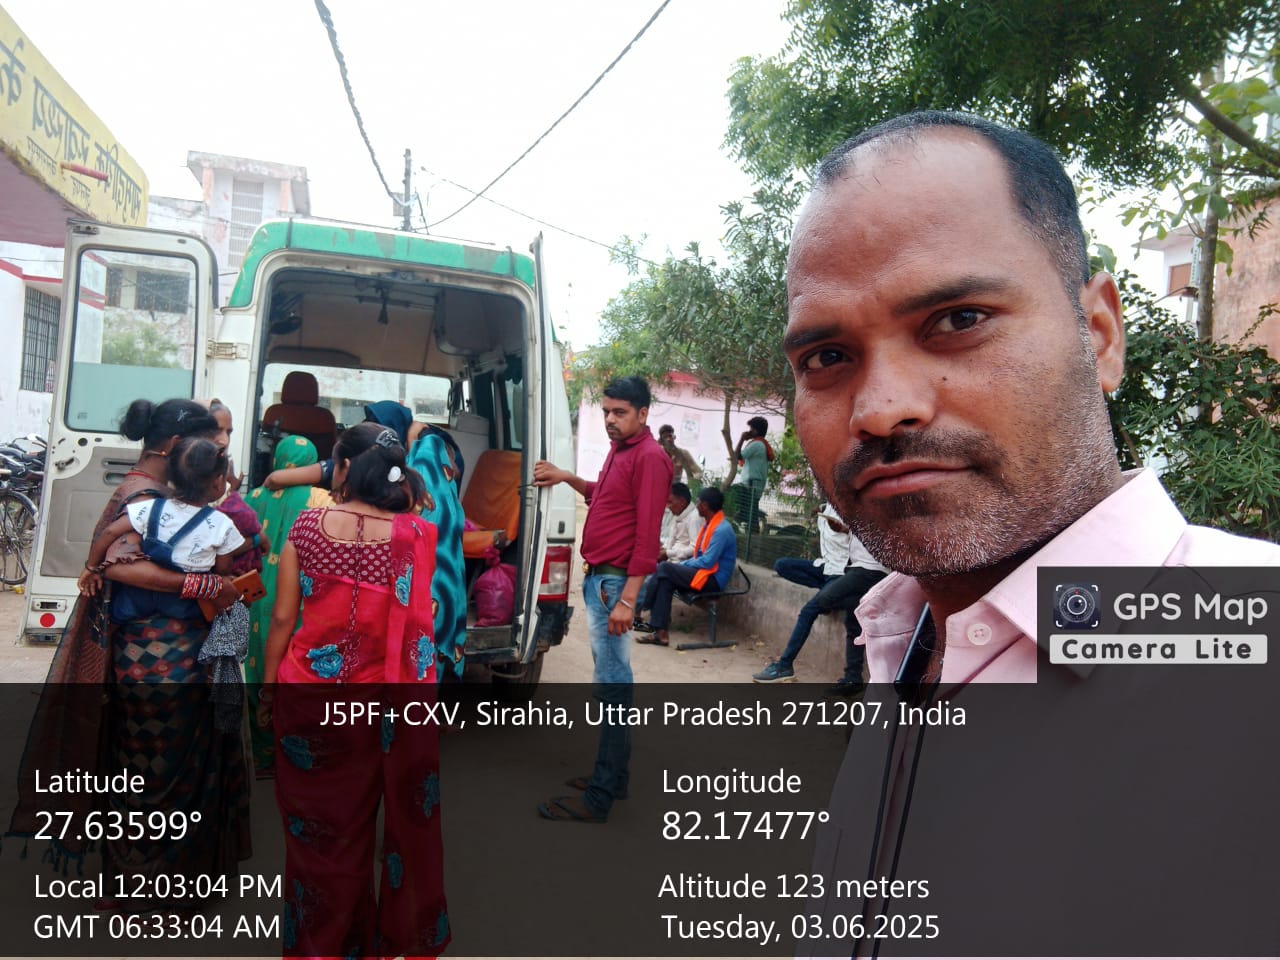 सामुदायिक स्वास्थ्य
GPS Map
Camera Lite
J5PF+CXV, Sirahia, Uttar Pradesh 271207, India
Latitude
27.63599°
Longitude
82.17477°
Local 12:03:04 PM
GMT 06:33:04 AM
Altitude 123 meters
Tuesday, 03.06.2025